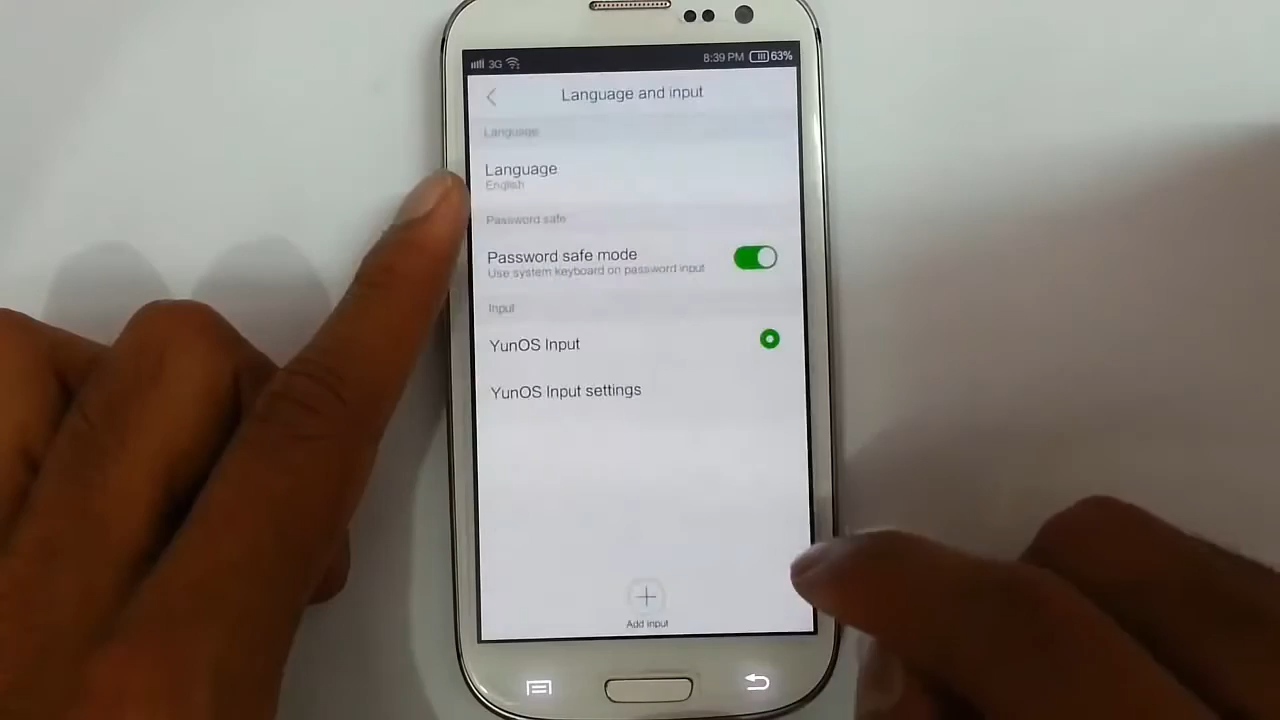 3G 8:39 PM 63%
Language and input
Language
Language
English
Password safe
Password safe mode
Use system keyboard on password input
Input
YunOS Input
YunOS Input settings
Add input